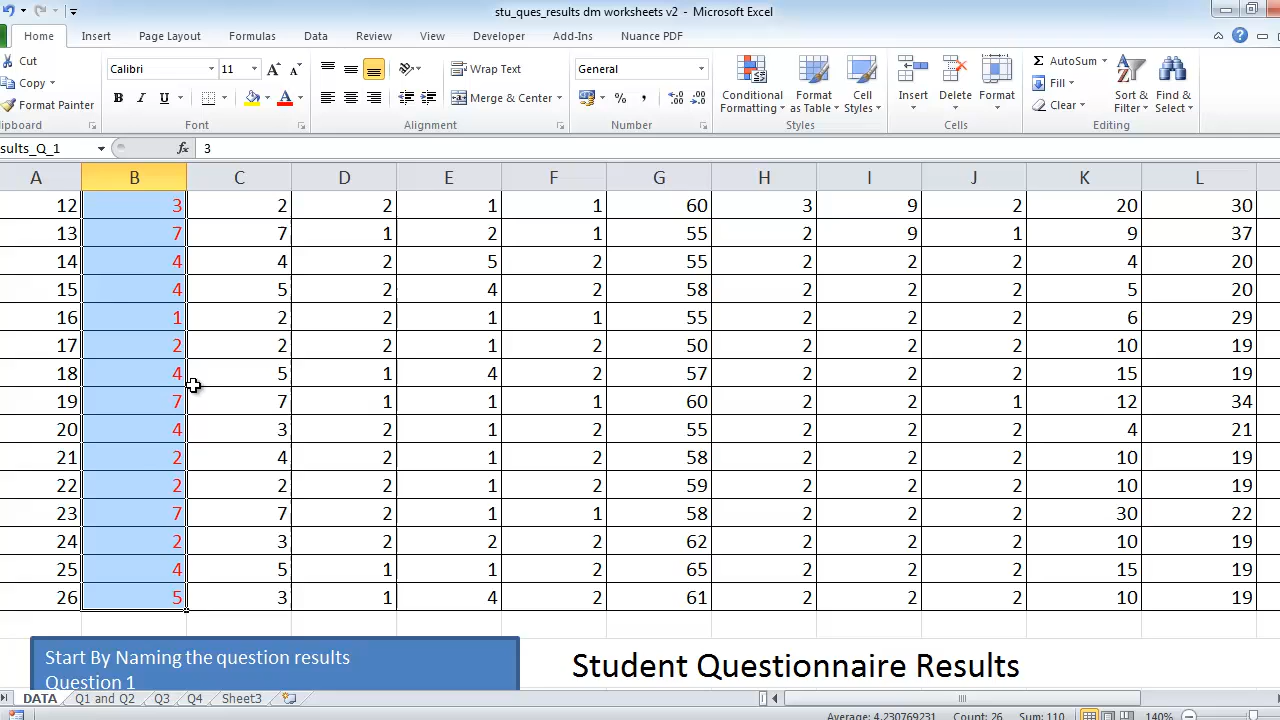 stu_ques_results dm worksheets v2 - Microsoft Excel
Home Insert Page Layout Formulas Data Review View Developer Add-Ins Nuance PDF
Cut
Copy
Format Painter
lipboard
Calibri 11
Font
Wrap Text
Merge & Center
Alignment
General
Number
Conditional Formatting
Format as Table
Cell Styles
Styles
Insert
Delete
Format
Cells
AutoSum
Fill
Clear
Sort & Filter
Find & Select
Editing
sults_Q_1 fx 3
A B C D E F G H I J K L
12 3 2 2 1 1 60 3 9 2 20 30
13 7 7 1 2 1 55 2 9 1 9 37
14 4 4 2 5 2 55 2 2 2 4 20
15 4 5 2 4 2 58 2 2 2 5 20
16 1 2 2 1 1 55 2 2 2 6 29
17 2 2 2 1 2 50 2 2 2 10 19
18 4 5 1 4 2 57 2 2 2 15 19
19 7 7 1 1 1 60 2 2 1 12 34
20 4 3 2 1 2 55 2 2 2 4 21
21 2 4 2 1 2 58 2 2 2 10 19
22 2 2 2 1 2 59 2 2 2 10 19
23 7 7 2 1 1 58 2 2 2 30 22
24 2 3 2 2 2 62 2 2 2 10 19
25 4 5 1 1 2 65 2 2 2 15 19
26 5 3 1 4 2 61 2 2 2 10 19
Start By Naming the question results
Question 1
Student Questionnaire Results
DATA Q1 and Q2 Q3 Q4 Sheet3
Average: 4.230769231 Count: 26 Sum: 110 140%